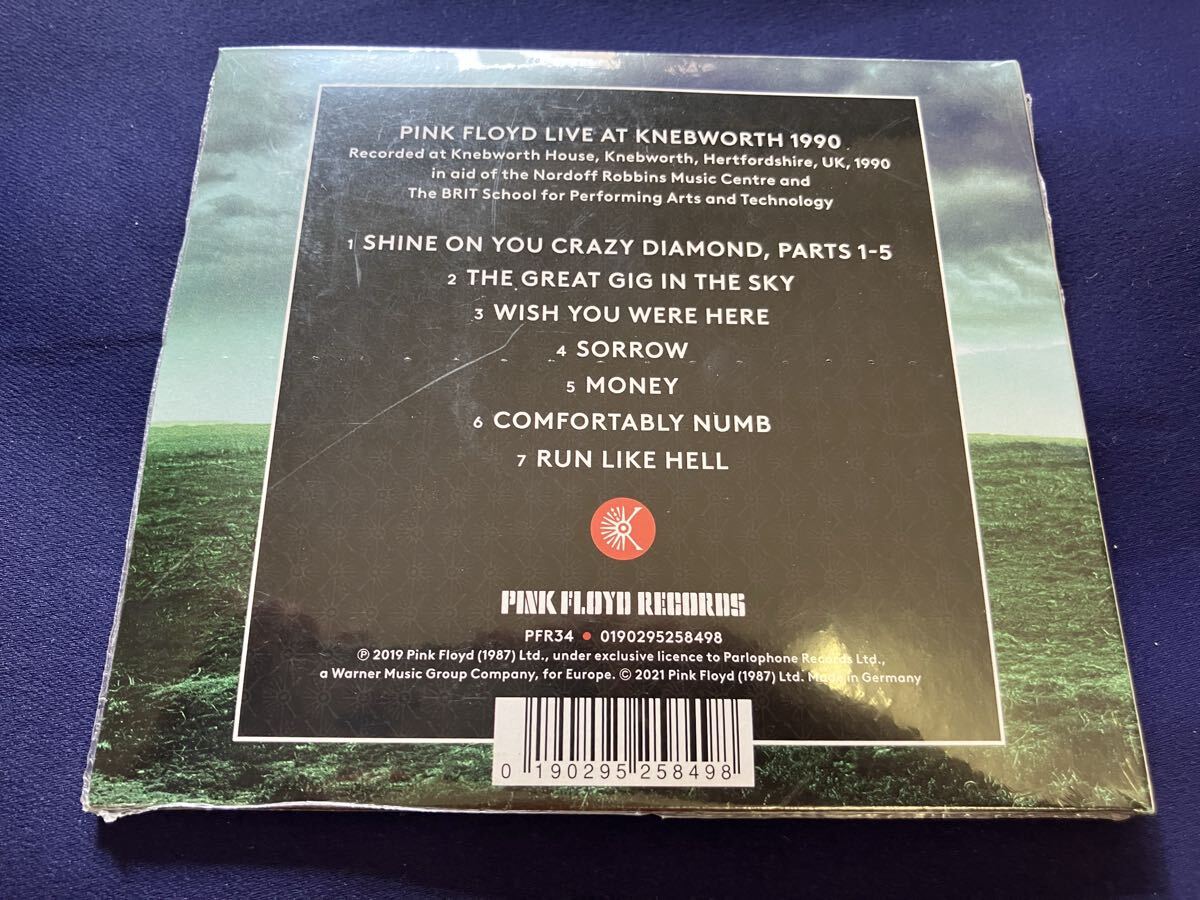 PINK FLOYD LIVE AT KNEBWORTH 1990
Recorded at Knebworth House, Knebworth, Hertfordshire, UK, 1990
in aid of the Nordoff Robbins Music Centre and
The BRIT School for Performing Arts and Technology
1 SHINE ON YOU CRAZY DIAMOND, PARTS 1-5
2 THE GREAT GIG IN THE SKY
3 WISH YOU WERE HERE
4 SORROW
5 MONEY
6 COMFORTABLY NUMB
7 RUN LIKE HELL
PINK FLOYD RECORDS
PFR34 • 0190295258498
℗ 2019 Pink Floyd (1987) Ltd., under exclusive licence to Parlophone Records Ltd.,
a Warner Music Group Company, for Europe. © 2021 Pink Floyd (1987) Ltd. Made in Germany
0 190295 258498